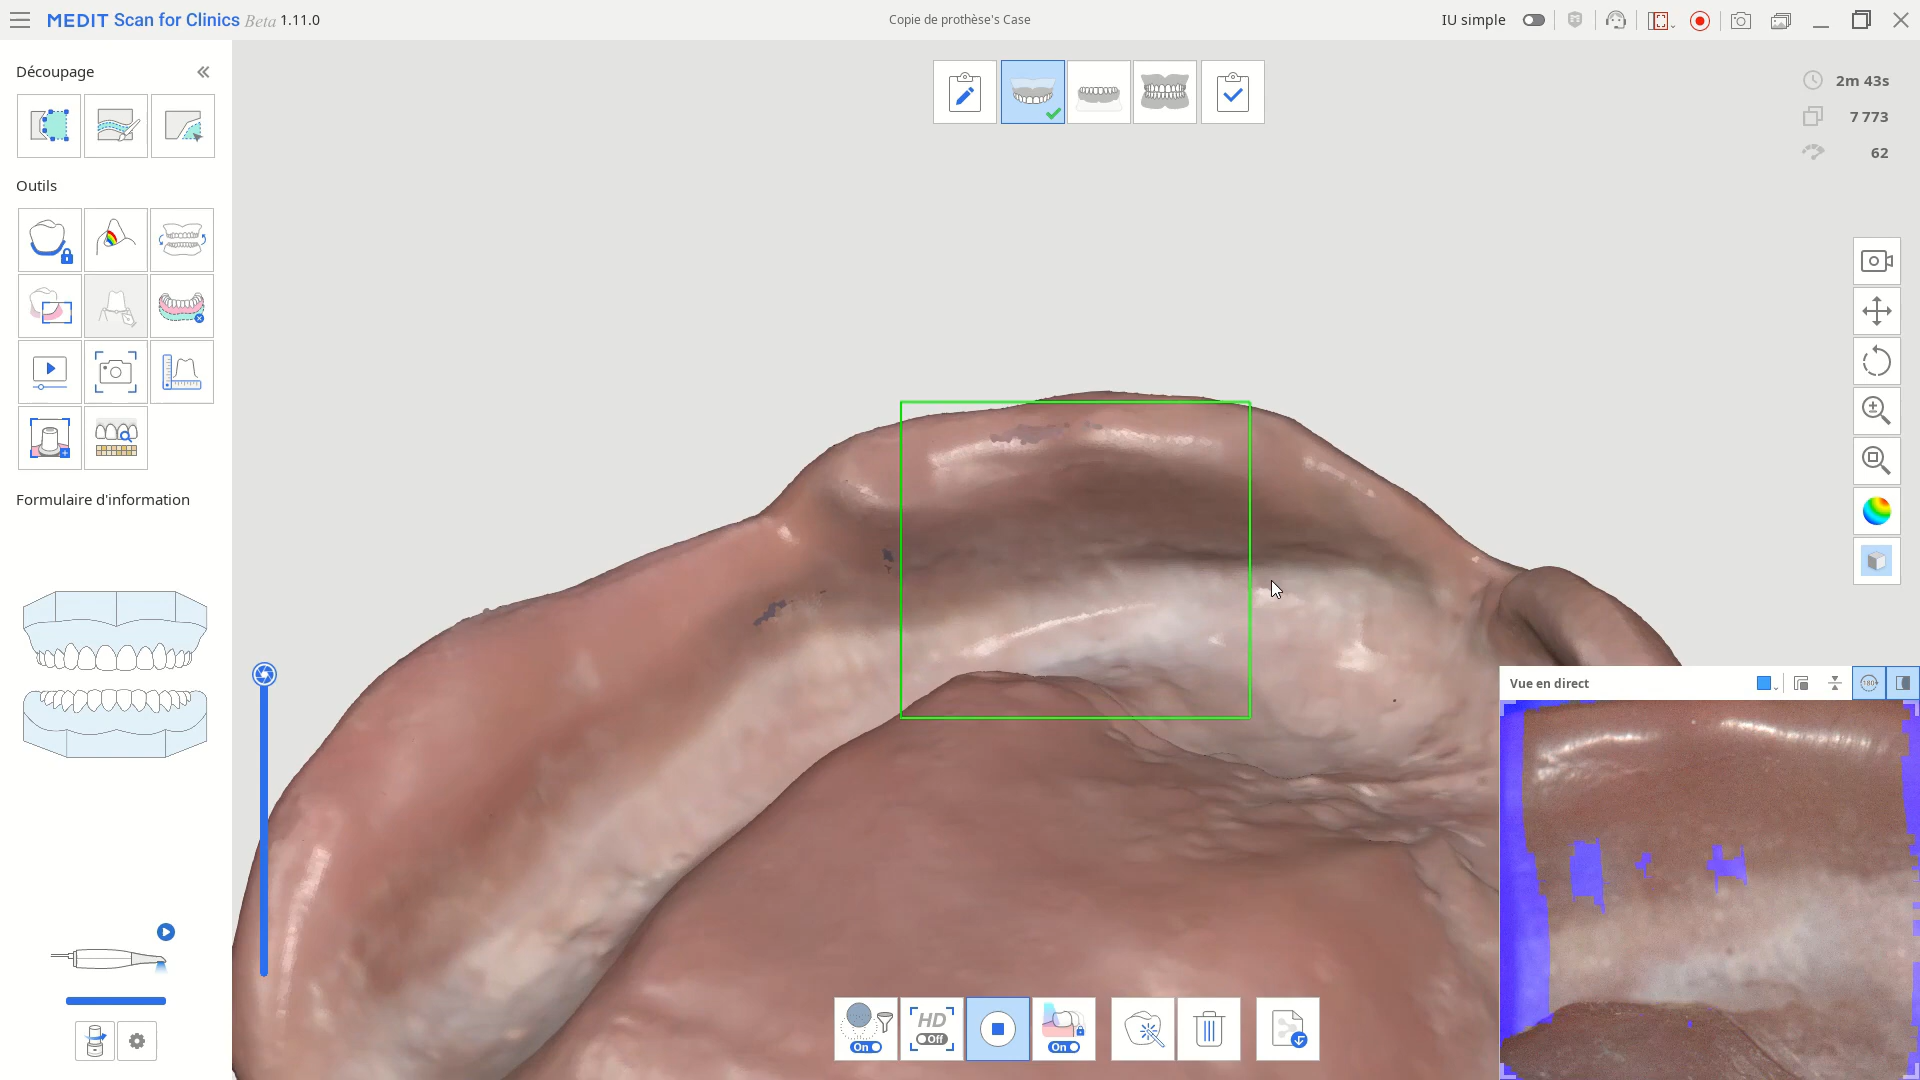 MEDIT Scan for Clinics Beta 1.11.0
Copie de prothèse's Case
IU simple
Découpage
2m 43s
7 773
62
Outils
Formulaire d'information
Vue en direct
180
On
HD
Off
On